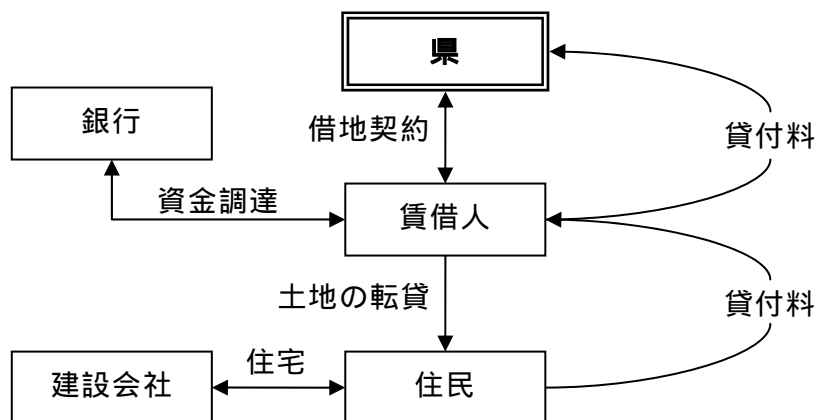 県
銀行
借地契約
貸付料
資金調達
賃借人
土地の転貸
貸付料
住宅
建設会社
住民